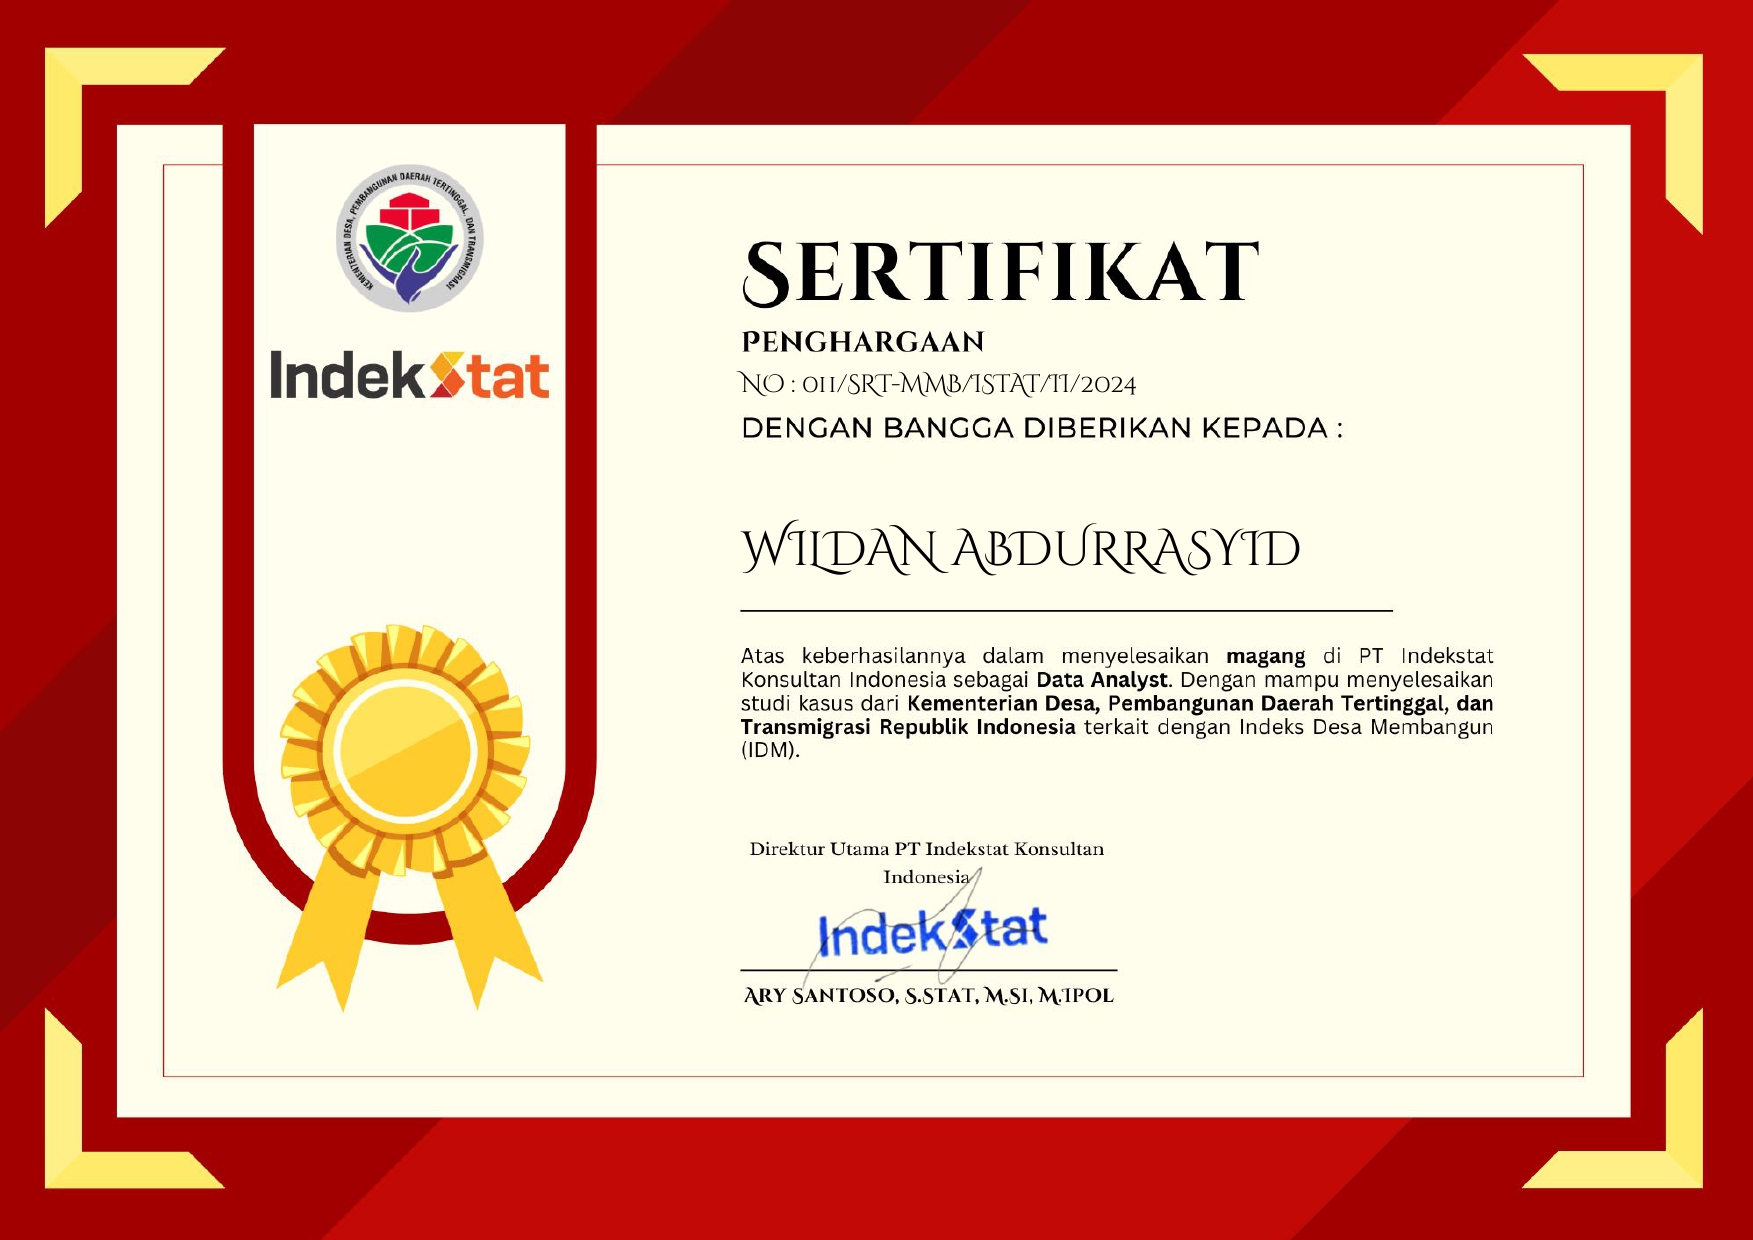 KEMENTERIAN DESA, PEMBANGUNAN DAERAH TERTINGGAL, DAN TRANSMIGRASI
IndekStat
SERTIFIKAT
PENGHARGAAN
NO : 011/SRT-MMB/ISTAT/II/2024
DENGAN BANGGA DIBERIKAN KEPADA :
WILDAN ABDURRASYID
Atas keberhasilannya dalam menyelesaikan magang di PT Indekstat
Konsultan Indonesia sebagai Data Analyst. Dengan mampu menyelesaikan
studi kasus dari Kementerian Desa, Pembangunan Daerah Tertinggal, dan
Transmigrasi Republik Indonesia terkait dengan Indeks Desa Membangun
(IDM).
Direktur Utama PT Indekstat Konsultan
Indonesia
IndekStat
ARY SANTOSO, S.STAT, M.SI, M.IPOL